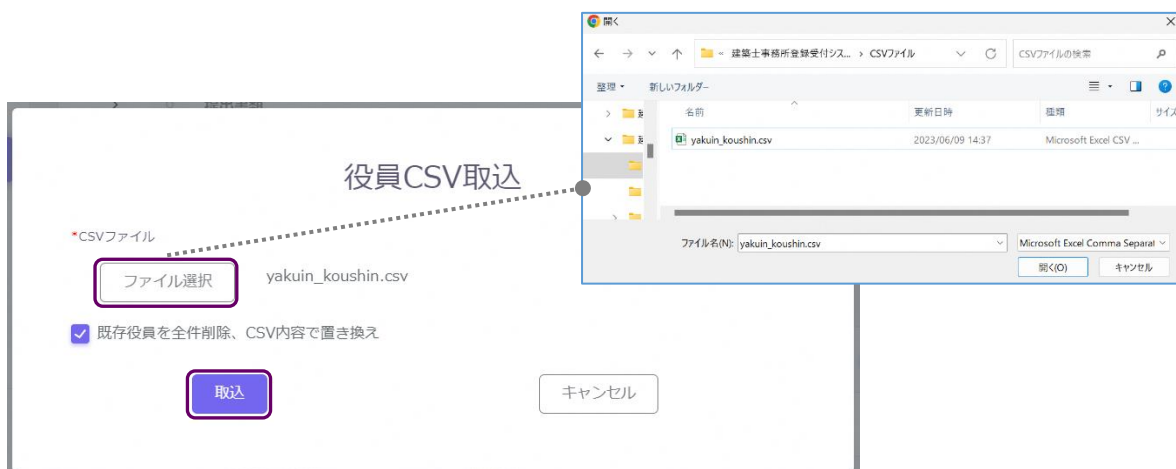 開く
« 建築士事務所登録受付シス... › CSVファイル
CSVファイルの検索
整理
新しいフォルダー
名前
更新日時
種類
サイズ
yakuin_koushin.csv
2023/06/09 14:37
Microsoft Excel CSV ...
ファイル名(N):
yakuin_koushin.csv
Microsoft Excel Comma Separat
開く(O)
キャンセル
役員CSV取込
*CSVファイル
ファイル選択
yakuin_koushin.csv
既存役員を全件削除、CSV内容で置き換え
取込
キャンセル